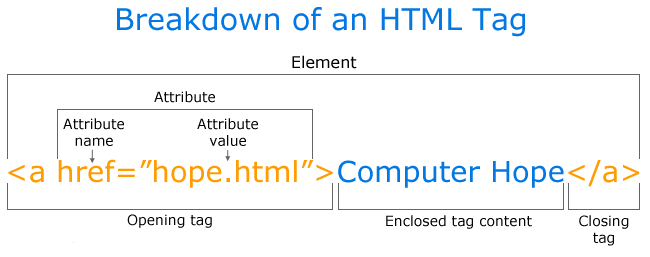 Breakdown of an HTML Tag
Element
Attribute
Attribute name
Attribute value
<a href=”hope.html”>Computer Hope</a>
Opening tag
Enclosed tag content
Closing tag